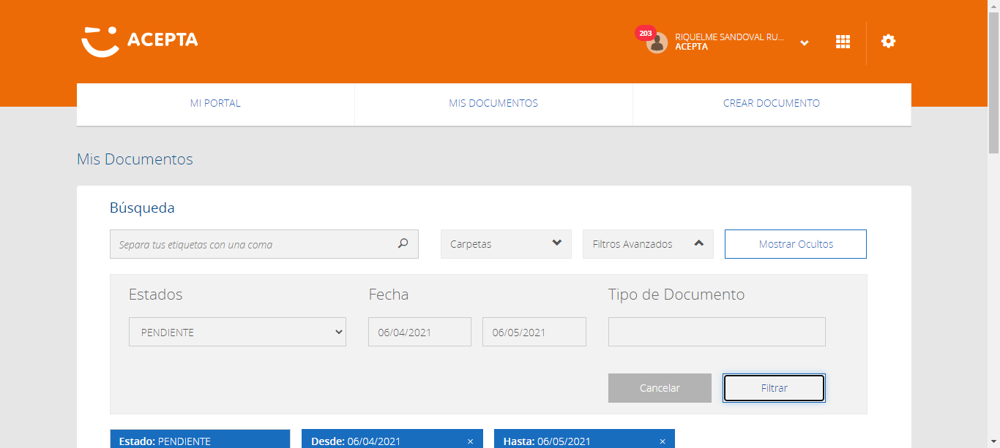 ACEPTA
203
RIQUELME SANDOVAL RU...
ACEPTA
MI PORTAL
MIS DOCUMENTOS
CREAR DOCUMENTO
Mis Documentos
Búsqueda
Separa tus etiquetas con una coma
Carpetas
Filtros Avanzados
Mostrar Ocultos
Estados
Fecha
Tipo de Documento
PENDIENTE
06/04/2021
06/05/2021
Cancelar
Filtrar
Estado: PENDIENTE
Desde: 06/04/2021 ×
Hasta: 06/05/2021 ×